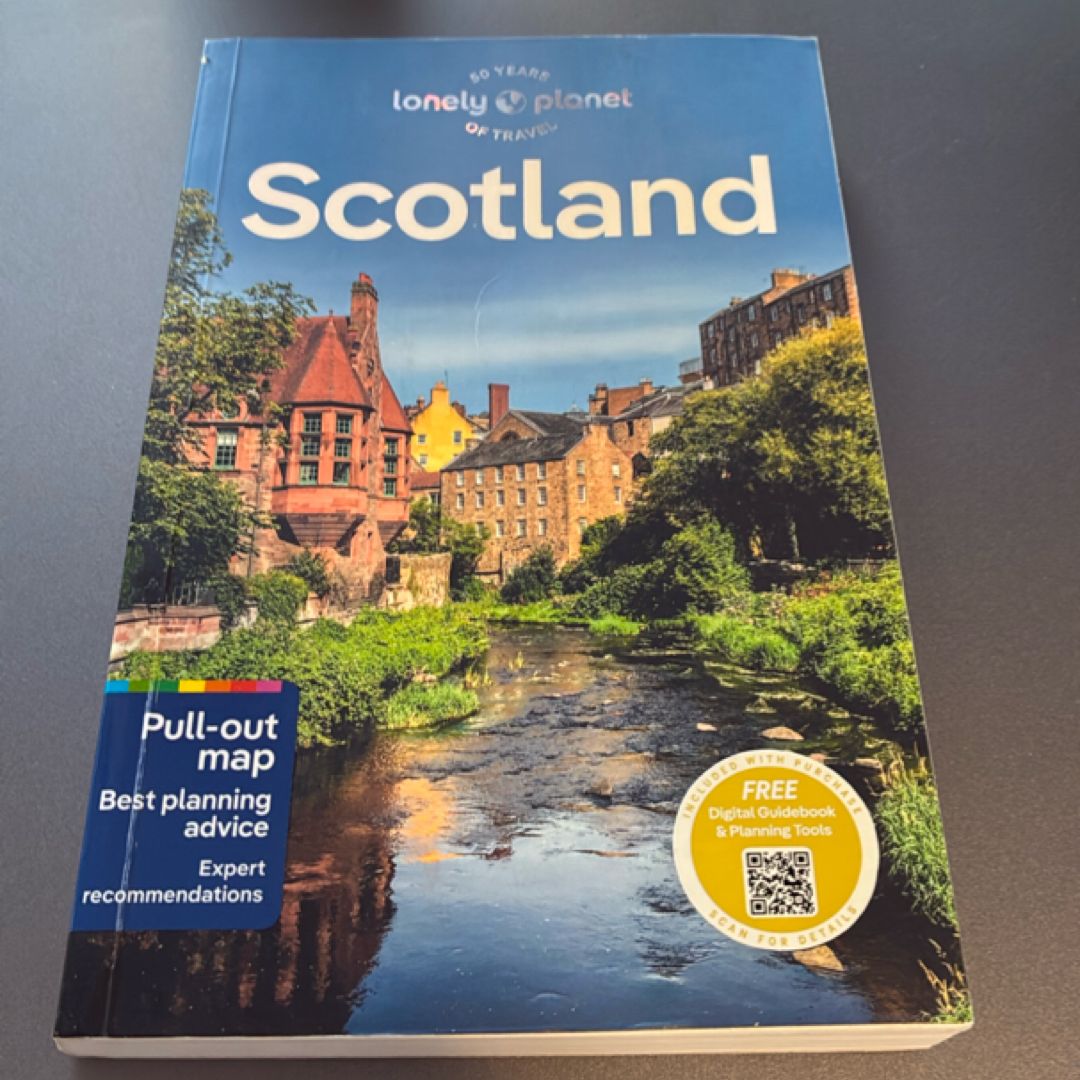 50 YEARS
lonely planet
OF TRAVEL
Scotland
Pull-out
map
Best planning
advice
Expert
recommendations
INCLUDED WITH PURCHASE
FREE
Digital Guidebook
& Planning Tools
SCAN FOR DETAILS